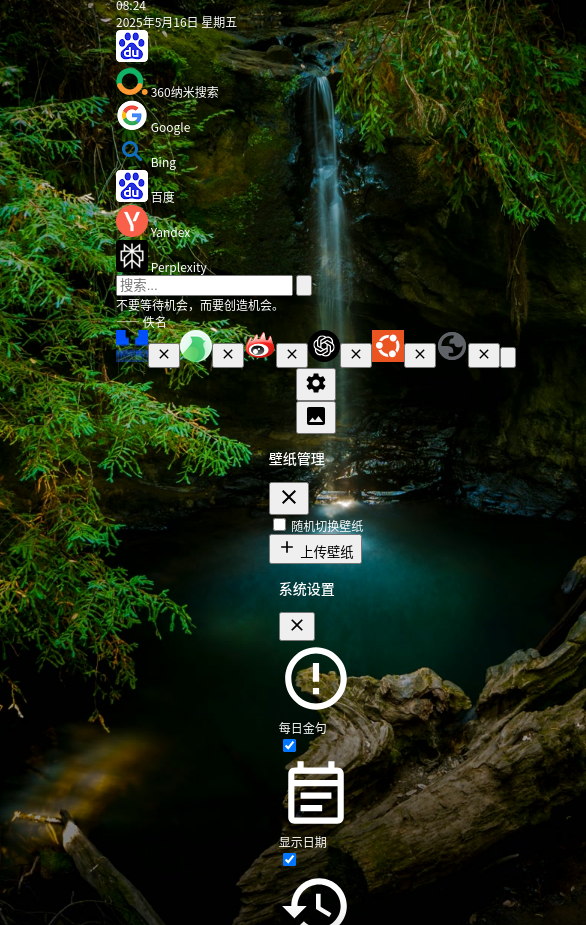 08:24
2025年5月16日 星期五
du
360纳米搜索
Google
Bing
du
百度
Yandex
Perplexity
搜索...
不要等待机会，而要创造机会。
佚名
壁纸管理
随机切换壁纸
上传壁纸
系统设置
每日金句
显示日期